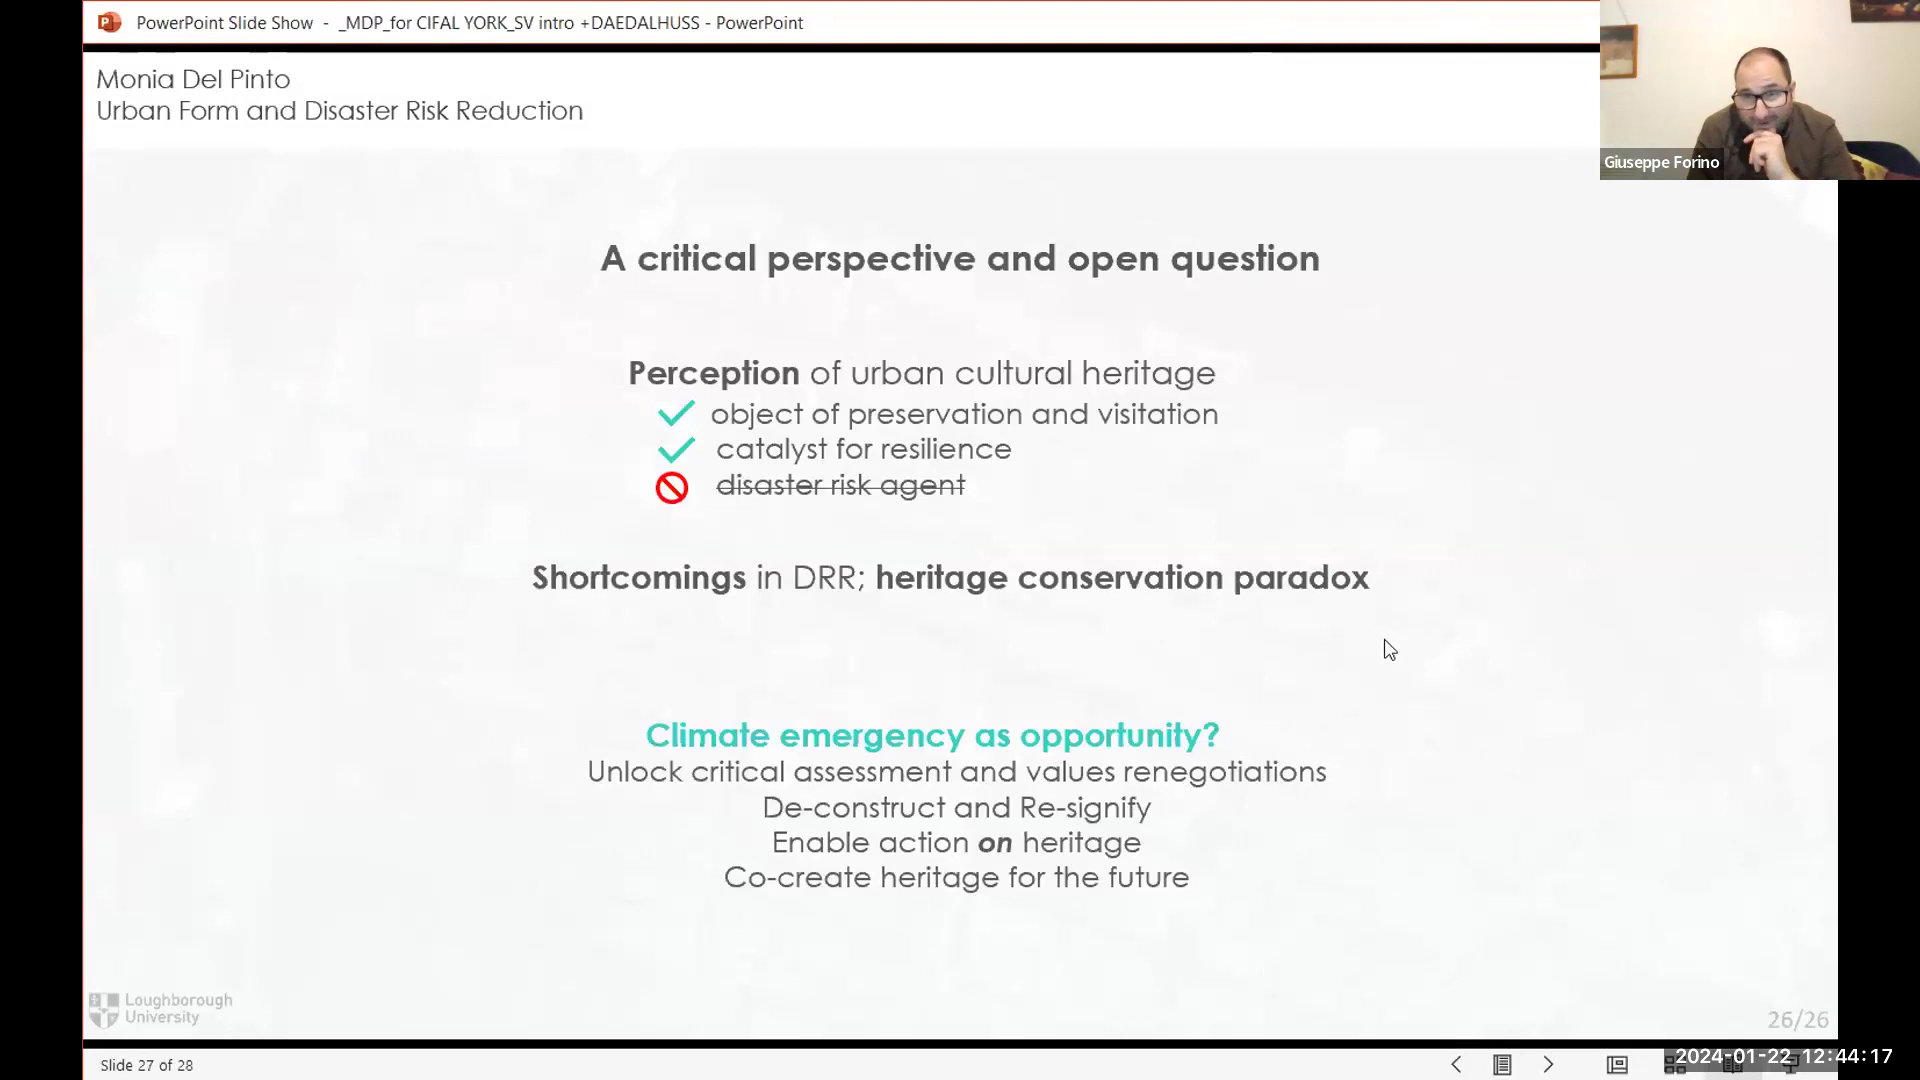 PowerPoint Slide Show - _MDP_for CIFAL YORK_SV intro +DAEDALHUSS - PowerPoint
Monia Del Pinto
Urban Form and Disaster Risk Reduction
Giuseppe Forino
A critical perspective and open question
Perception of urban cultural heritage
object of preservation and visitation
catalyst for resilience
disaster risk agent
Shortcomings in DRR; heritage conservation paradox
Climate emergency as opportunity?
Unlock critical assessment and values renegotiations
De-construct and Re-signify
Enable action on heritage
Co-create heritage for the future
Loughborough
University
26/26
Slide 27 of 28
2024-01-22 12:44:17